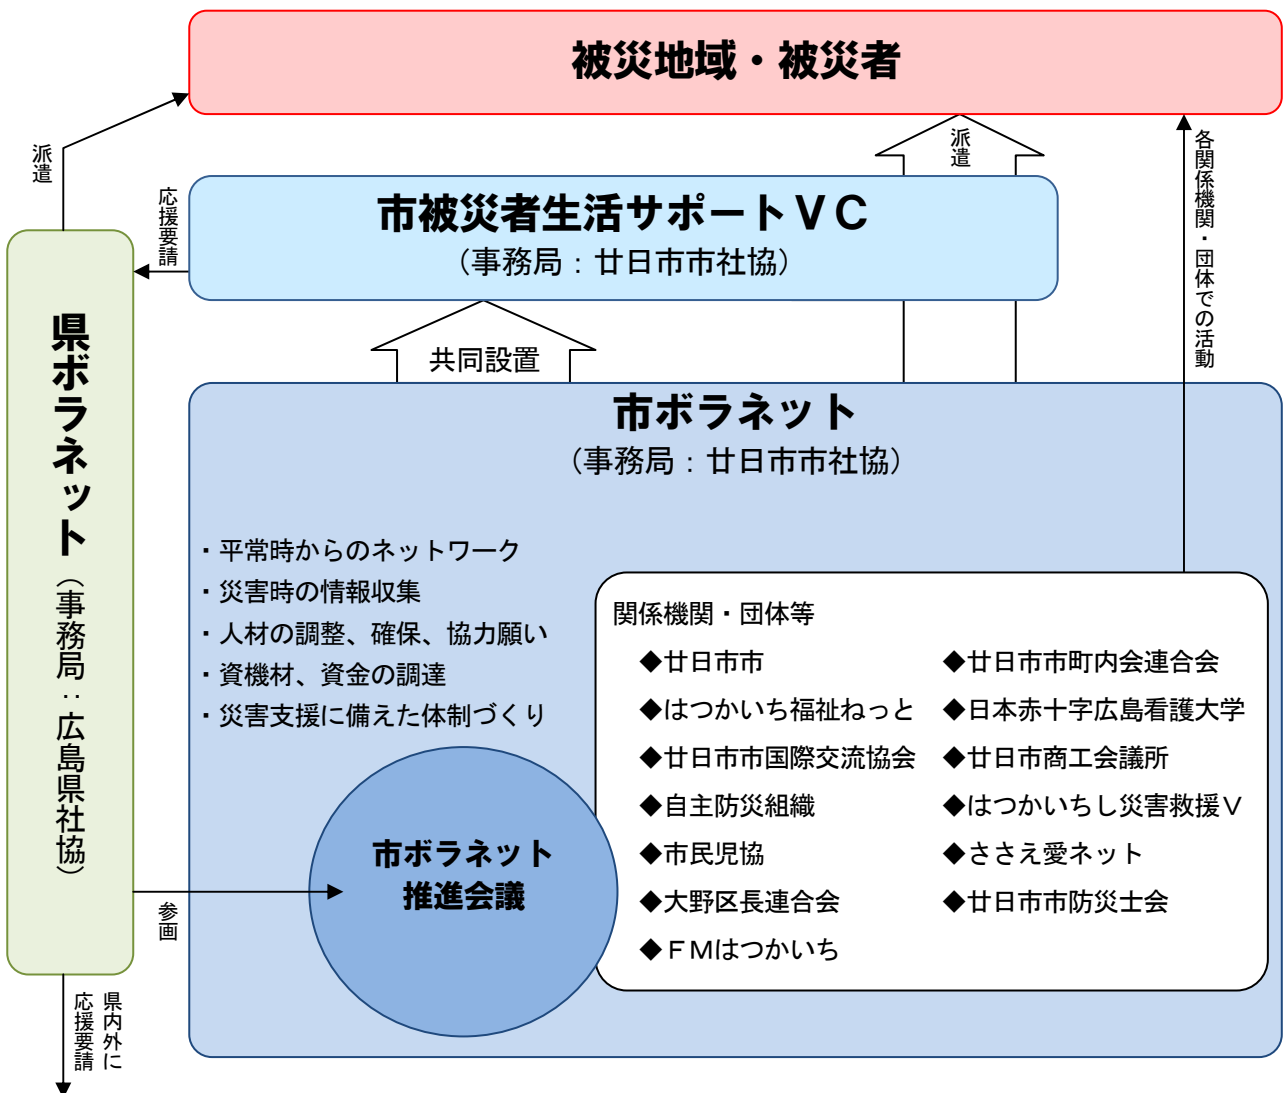 被災地域・被災者
派遣
派遣
各関係機関・団体での活動
応援要請
市被災者生活サポートＶＣ
（事務局：廿日市市社協）
共同設置
県ボラネット（事務局：広島県社協）
市ボラネット
（事務局：廿日市市社協）
・平常時からのネットワーク
・災害時の情報収集
・人材の調整、確保、協力願い
・資機材、資金の調達
・災害支援に備えた体制づくり
関係機関・団体等
◆廿日市市
◆廿日市市町内会連合会
◆はつかいち福祉ねっと
◆日本赤十字広島看護大学
◆廿日市市国際交流協会
◆廿日市商工会議所
◆自主防災組織
◆はつかいちし災害救援Ｖ
◆市民児協
◆ささえ愛ネット
◆大野区長連合会
◆廿日市市防災士会
◆ＦＭはつかいち
市ボラネット
推進会議
参画
県内外に
応援要請